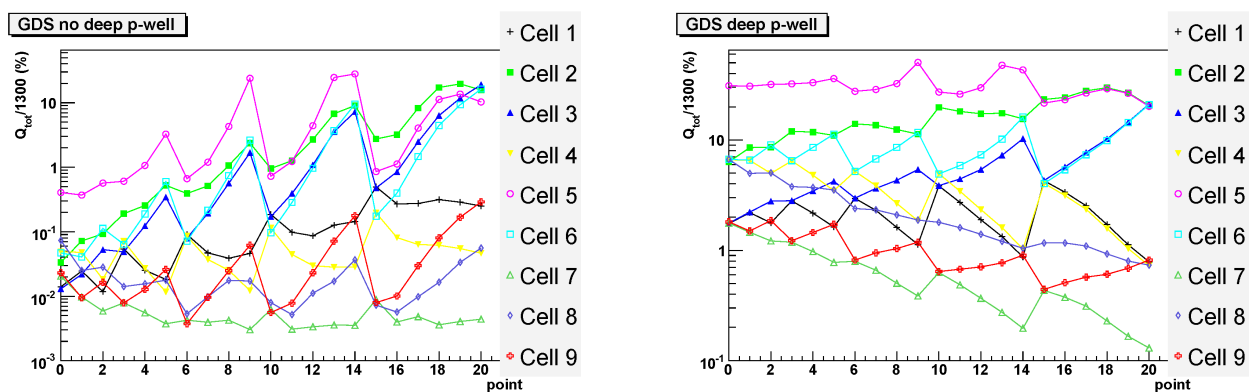 GDS no deep p-well
Q_tot/1300 (%)
10
1
10^-1
10^-2
10^-3
0 2 4 6 8 10 12 14 16 18 20
point
Cell 1
Cell 2
Cell 3
Cell 4
Cell 5
Cell 6
Cell 7
Cell 8
Cell 9
GDS deep p-well
Q_tot/1300 (%)
10
1
10^-1
0 2 4 6 8 10 12 14 16 18 20
point
Cell 1
Cell 2
Cell 3
Cell 4
Cell 5
Cell 6
Cell 7
Cell 8
Cell 9